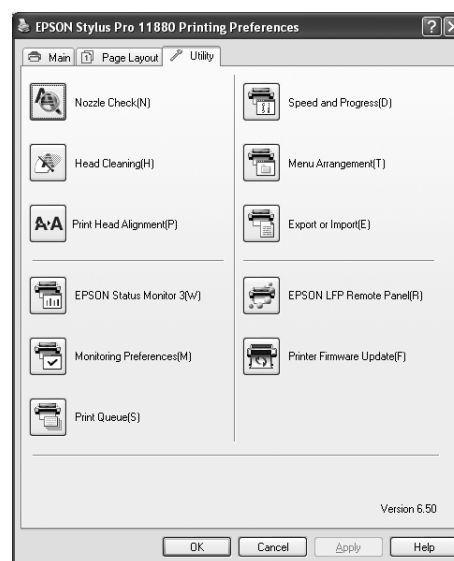 EPSON Stylus Pro 11880 Printing Preferences
Main Page Layout Utility
Nozzle Check(N)
Head Cleaning(H)
Print Head Alignment(P)
EPSON Status Monitor 3(W)
Monitoring Preferences(M)
Print Queue(S)
Speed and Progress(D)
Menu Arrangement(T)
Export or Import(E)
EPSON LFP Remote Panel(R)
Printer Firmware Update(F)
Version 6.50
OK Cancel Apply Help